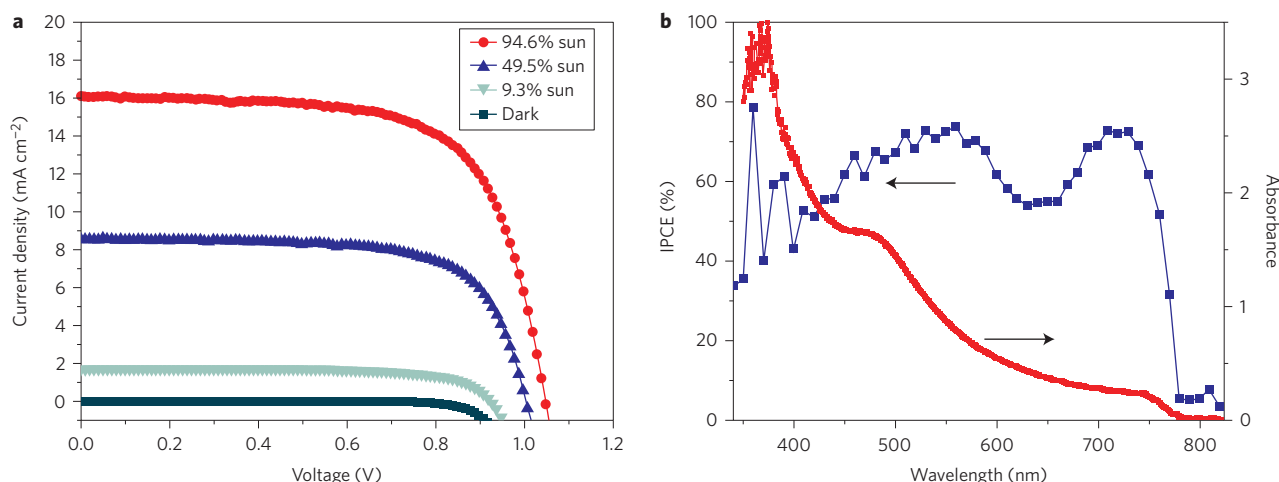 a
20
18
16
14
12
10
8
6
4
2
0
0.0 0.2 0.4 0.6 0.8 1.0 1.2
Current density (mA cm⁻²)
Voltage (V)
94.6% sun
49.5% sun
9.3% sun
Dark
b
100
80
60
40
20
0
IPCE (%)
400 500 600 700 800
Wavelength (nm)
3
2
1
0
Absorbance